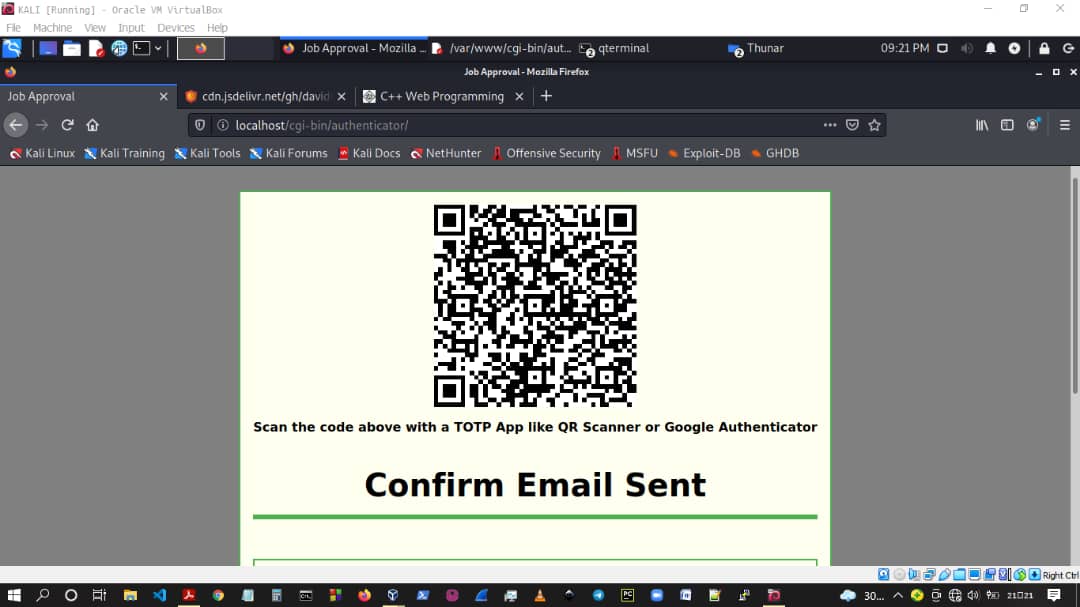 KALI [Running] - Oracle VM VirtualBox
File Machine View Input Devices Help
Job Approval - Mozilla ... /var/www/cgi-bin/aut... 2 qterminal 2 Thunar 09:21 PM
Job Approval - Mozilla Firefox
Job Approval cdn.jsdelivr.net/gh/david C++ Web Programming
localhost/cgi-bin/authenticator/
Kali Linux Kali Training Kali Tools Kali Forums Kali Docs NetHunter Offensive Security MSFU Exploit-DB GHDB
Scan the code above with a TOTP App like QR Scanner or Google Authenticator
Confirm Email Sent
Right Ctrl
PC 30... 21:21